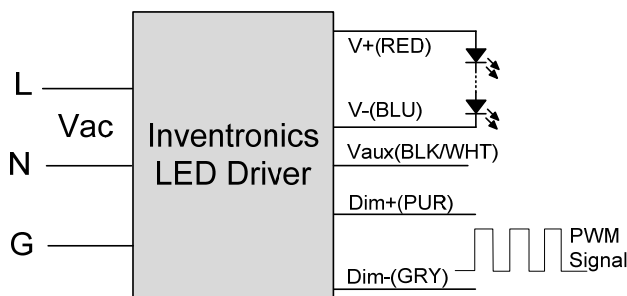 L
Vac
N
G
Inventronics
LED Driver
V+(RED)
V-(BLU)
Vaux(BLK/WHT)
Dim+(PUR)
Dim-(GRY)
PWM
Signal